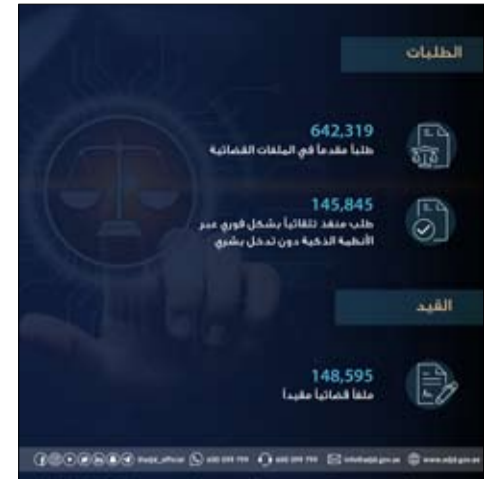 الطلبات
642,319
طلباً مقدماً في الملفات القضائية
145,845
طلب منفذ تلقائياً بشكل فوري عبر
الأنظمة الذكية دون تدخل بشري
القيد
148,595
ملفاً قضائياً مقيداً